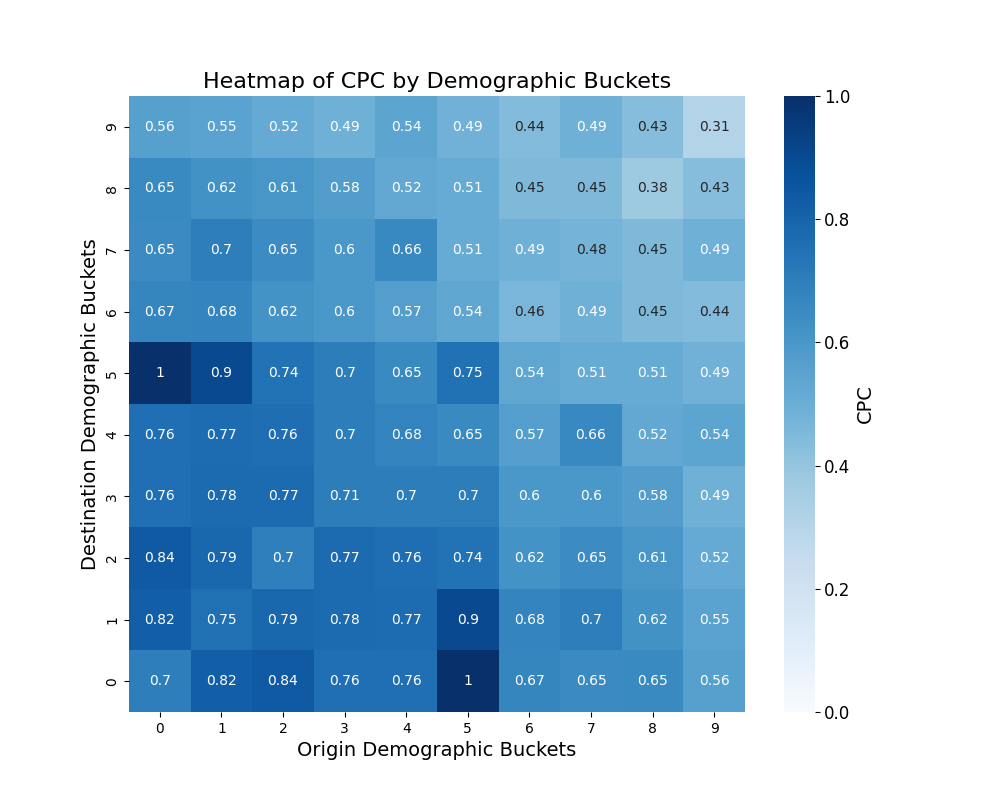 Heatmap of CPC by Demographic Buckets
9 0.56 0.55 0.52 0.49 0.54 0.49 0.44 0.49 0.43 0.31
8 0.65 0.62 0.61 0.58 0.52 0.51 0.45 0.45 0.38 0.43
7 0.65 0.7 0.65 0.6 0.66 0.51 0.49 0.48 0.45 0.49
6 0.67 0.68 0.62 0.6 0.57 0.54 0.46 0.49 0.45 0.44
5 1 0.9 0.74 0.7 0.65 0.75 0.54 0.51 0.51 0.49
4 0.76 0.77 0.76 0.7 0.68 0.65 0.57 0.66 0.52 0.54
3 0.76 0.78 0.77 0.71 0.7 0.7 0.6 0.6 0.58 0.49
2 0.84 0.79 0.7 0.77 0.76 0.74 0.62 0.65 0.61 0.52
1 0.82 0.75 0.79 0.78 0.77 0.9 0.68 0.7 0.62 0.55
0 0.7 0.82 0.84 0.76 0.76 1 0.67 0.65 0.65 0.56
0 1 2 3 4 5 6 7 8 9
Origin Demographic Buckets
Destination Demographic Buckets
1.0
0.8
0.6
0.4
0.2
0.0
CPC